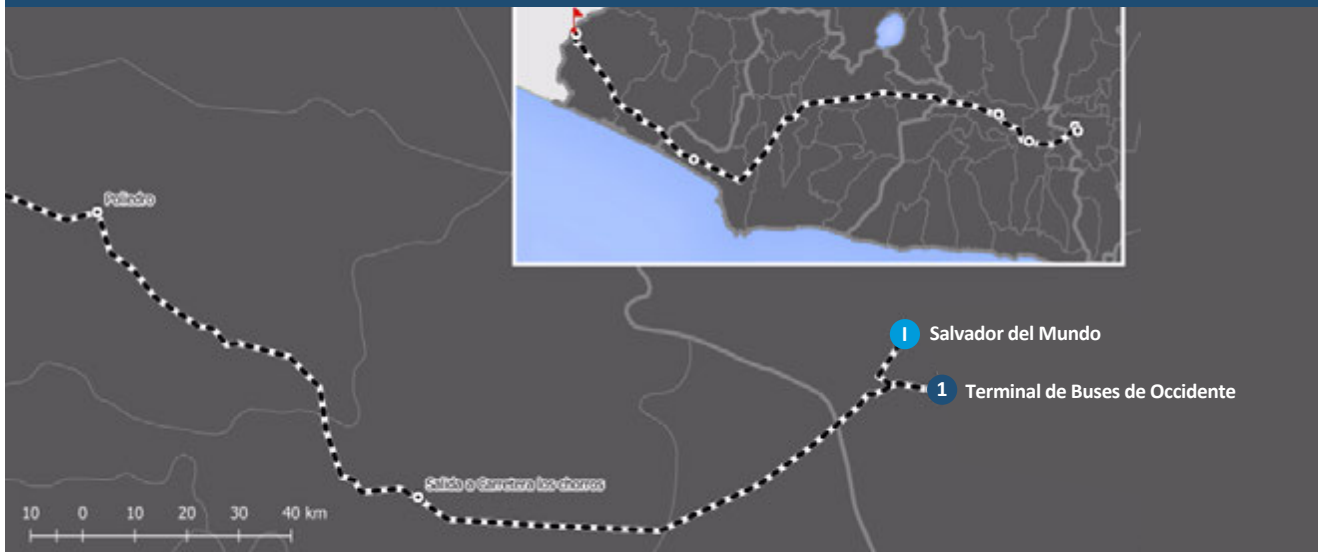 Poliedro
I Salvador del Mundo
1 Terminal de Buses de Occidente
Salida a Carretera los chorros
10 0 10 20 30 40 km